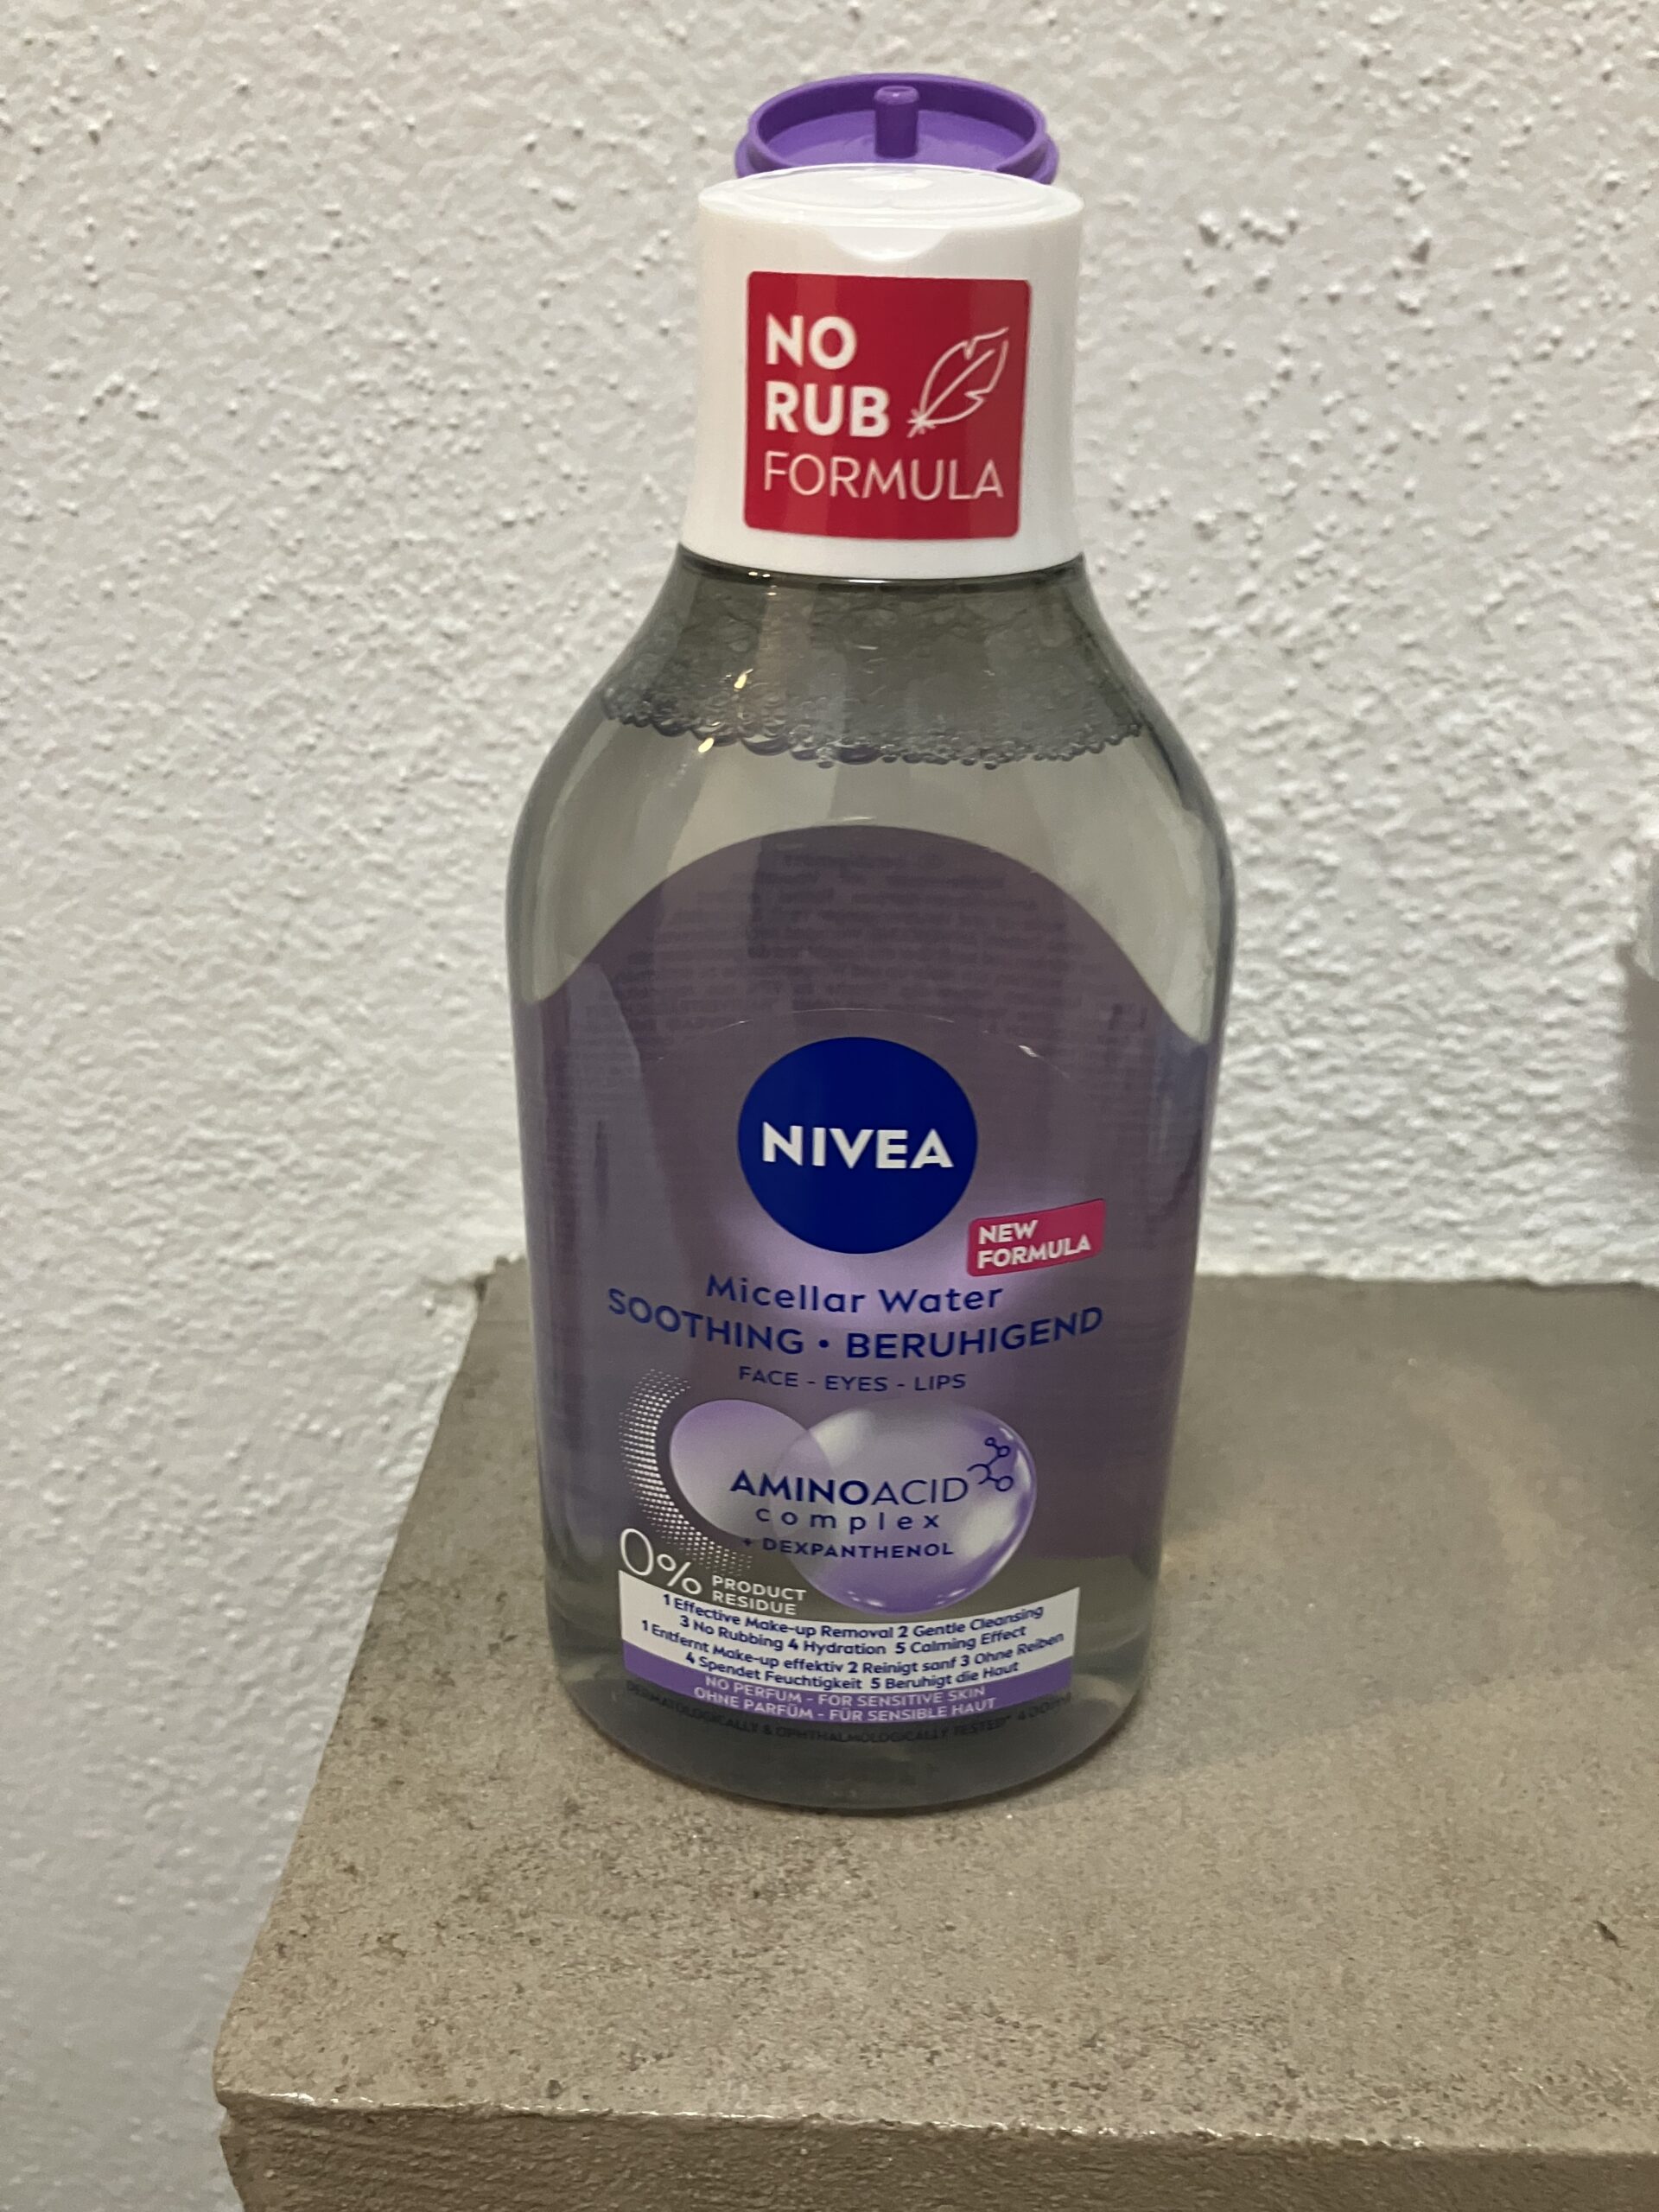 NO
RUB
FORMULA
NIVEA
NEW
FORMULA
Micellar Water
SOOTHING • BERUHIGEND
FACE - EYES - LIPS
AMINOACID
complex
+ DEXPANTHENOL
0% PRODUCT
RESIDUE
1 Effective Make-up Removal 2 Gentle Cleansing
3 No Rubbing 4 Hydration 5 Calming Effect
1 Entfernt Make-up effektiv 2 Reinigt sanf 3 Ohne Reiben
4 Spendet Feuchtigkeit 5 Beruhigt die Haut
NO PERFUM - FOR SENSITIVE SKIN
OHNE PARFÜM - FÜR SENSIBLE HAUT
DERMATOLOGICALLY & OPHTHALMOLOGICALLY TESTED* 400ml